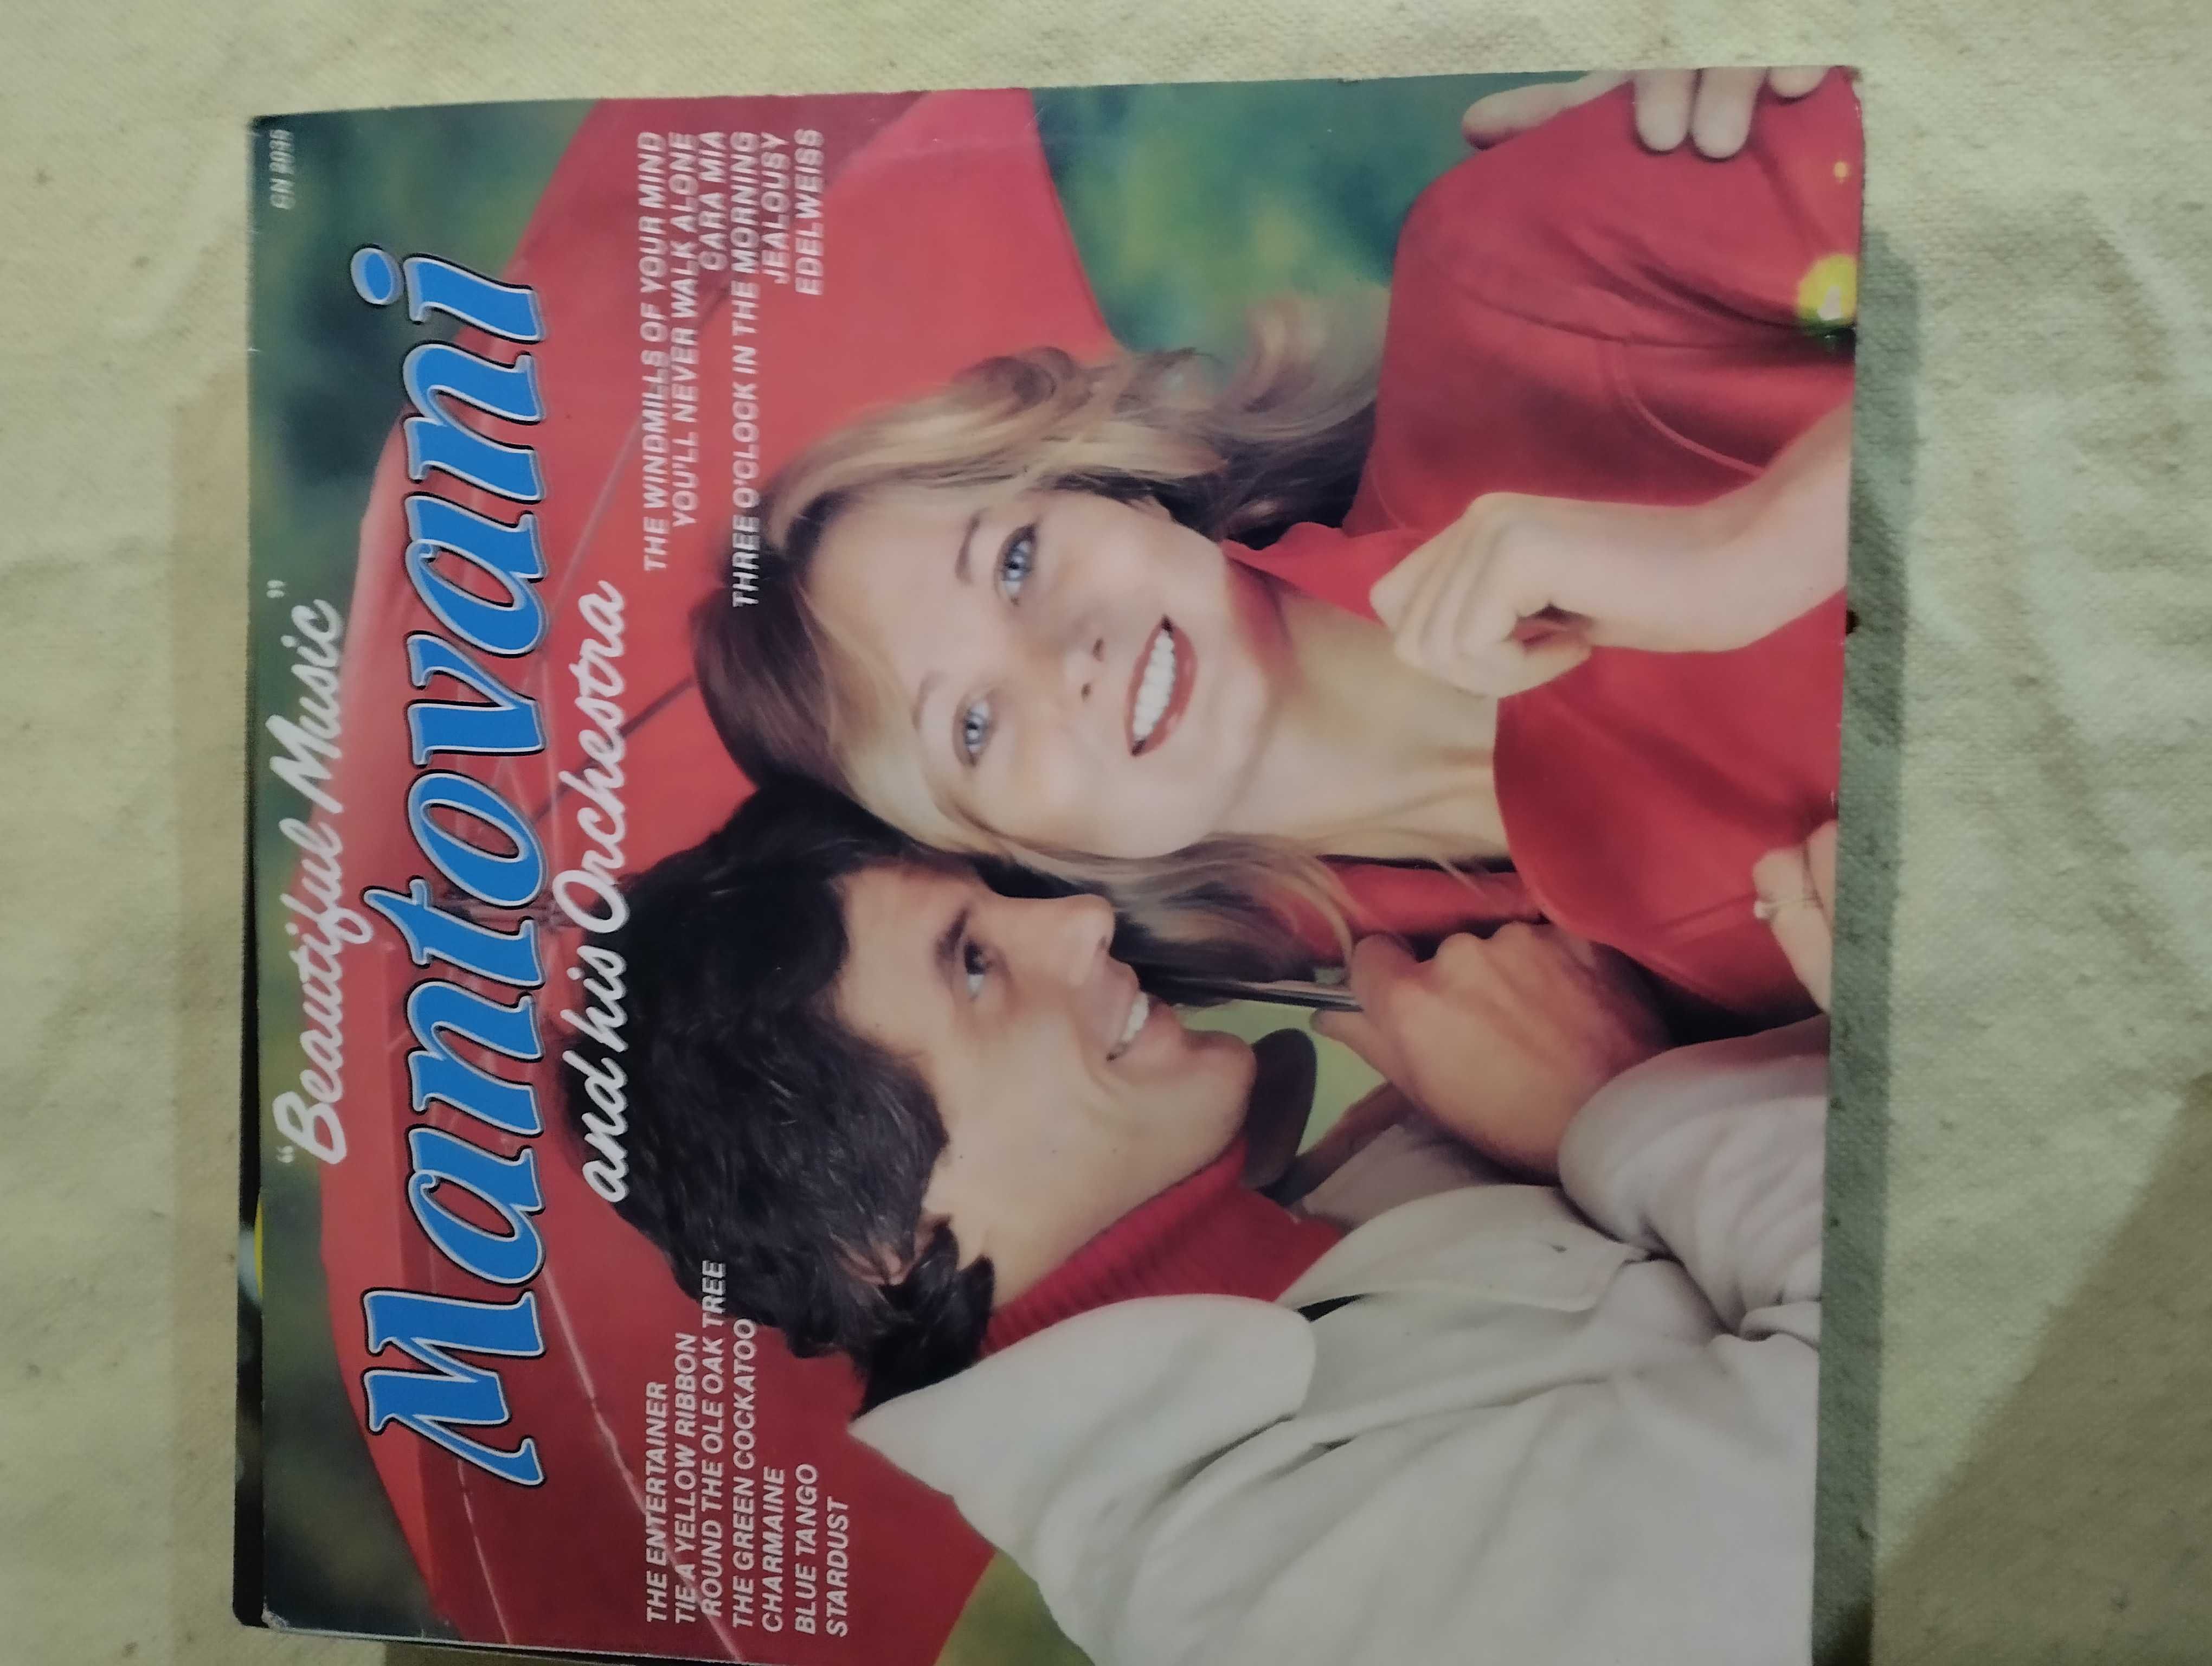 "Beautiful Music"
Mantovani
and his Orchestra
THE ENTERTAINER
TIE A YELLOW RIBBON
ROUND THE OLE OAK TREE
THE GREEN COCKATOO
CHARMAINE
BLUE TANGO
STARDUST
THE WINDMILLS OF YOUR MIND
YOU'LL NEVER WALK ALONE
CARA MIA
THREE O'CLOCK IN THE MORNING
JEALOUSY
EDELWEISS